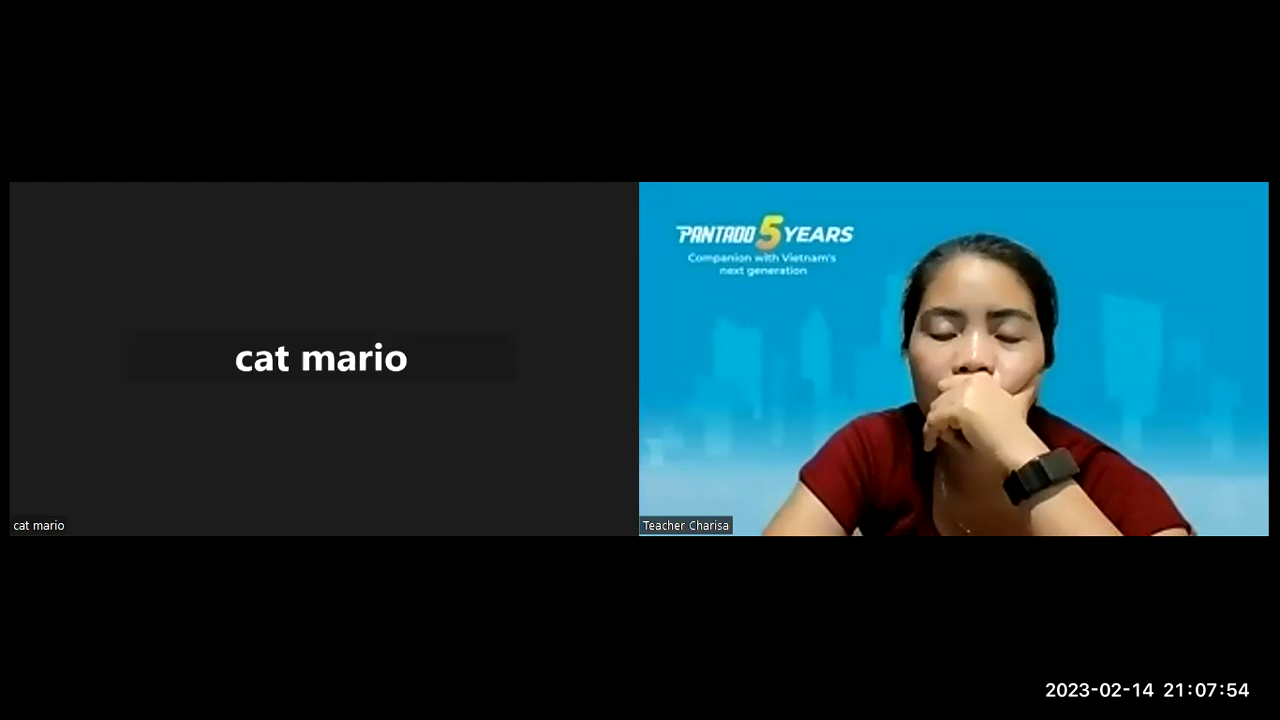 PANTADO 5 YEARS
Companion with Vietnam's
next generation
cat mario
cat mario
Teacher Charisa
2023-02-14 21:07:54